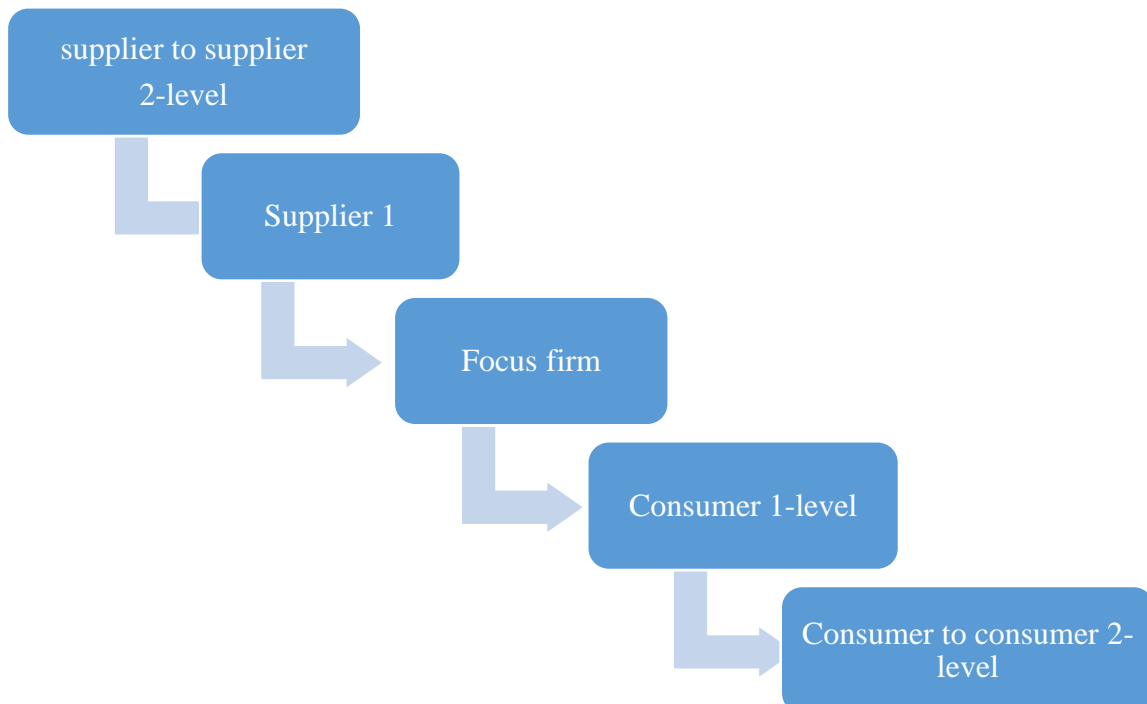 supplier to supplier
2-level
Supplier 1
Focus firm
Consumer 1-level
Consumer to consumer 2-
level